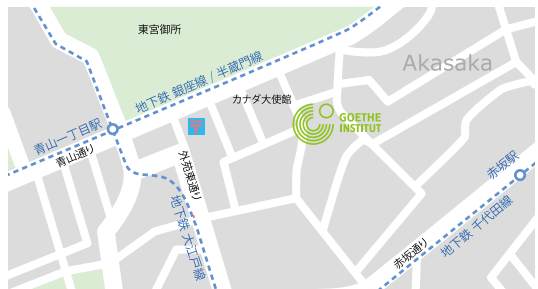 東宮御所
Akasaka
地下鉄 銀座線 / 半蔵門線
カナダ大使館
GOETHE
INSTITUT
青山一丁目駅
青山通り
外苑東通り
赤坂駅
地下鉄 大江戸線
赤坂通り
地下鉄 千代田線